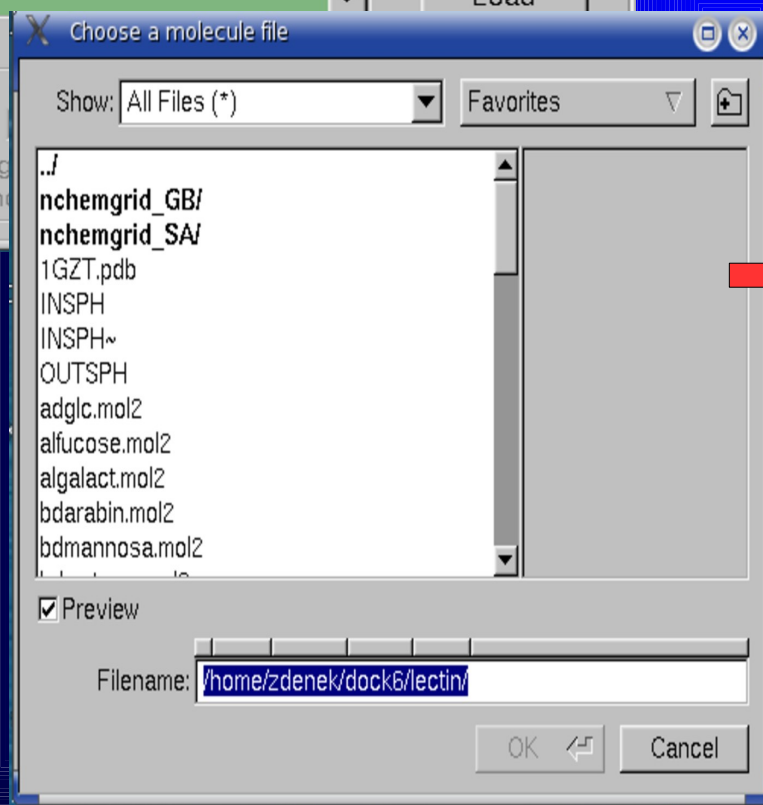 Load
Choose a molecule file
Show: All Files (*) Favorites
../
nchemgrid_GB/
nchemgrid_SA/
1GZT.pdb
INSPH
INSPH~
OUTSPH
adglc.mol2
alfucose.mol2
algalact.mol2
bdarabin.mol2
bdmannosa.mol2
Preview
Filename: /home/zdenek/dock6/lectin/
OK Cancel